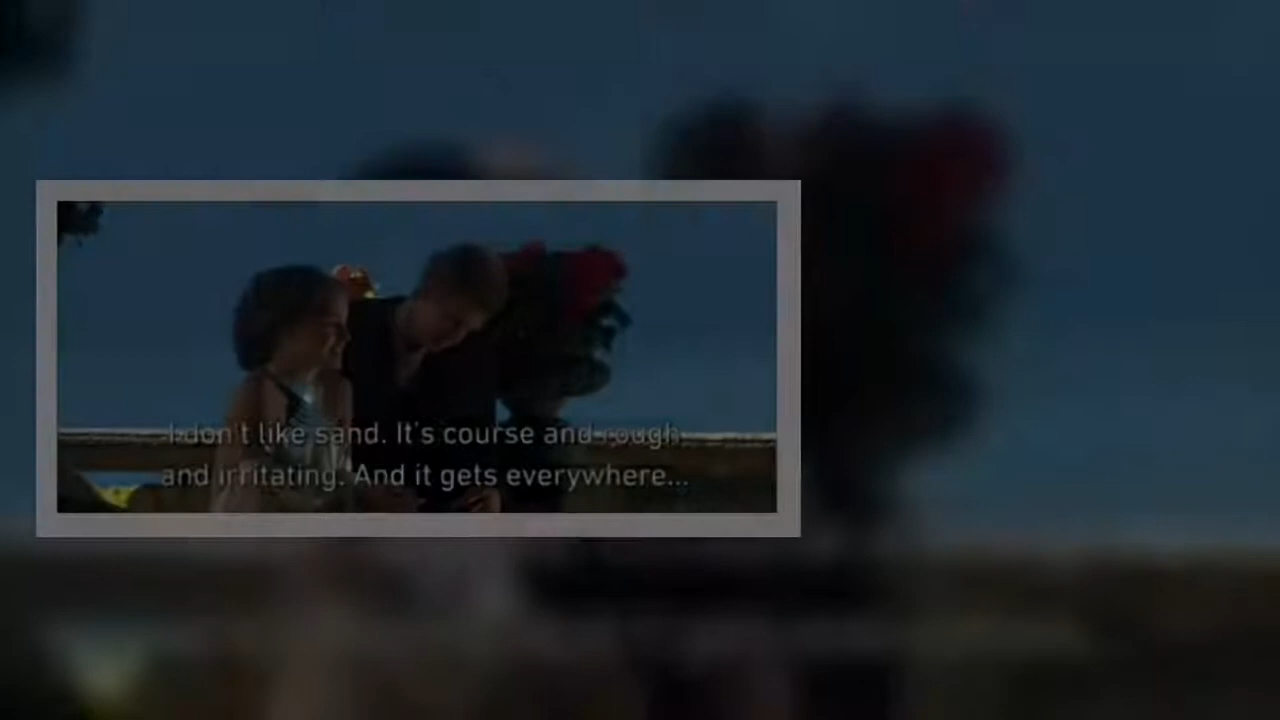 I don't like sand. It's course and rough
and irritating. And it gets everywhere...